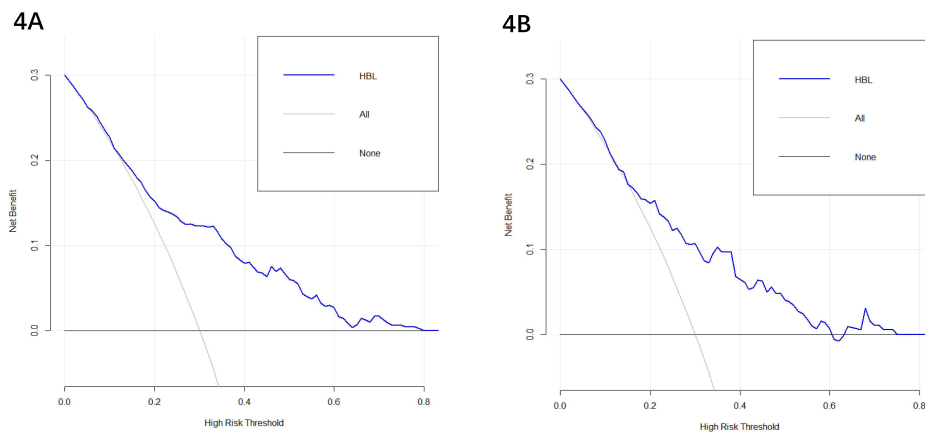 4A
HBL
All
None
Net Benefit
0.3
0.2
0.1
0.0
0.0 0.2 0.4 0.6 0.8
High Risk Threshold
4B
HBL
All
None
Net Benefit
0.3
0.2
0.1
0.0
0.0 0.2 0.4 0.6 0.8
High Risk Threshold